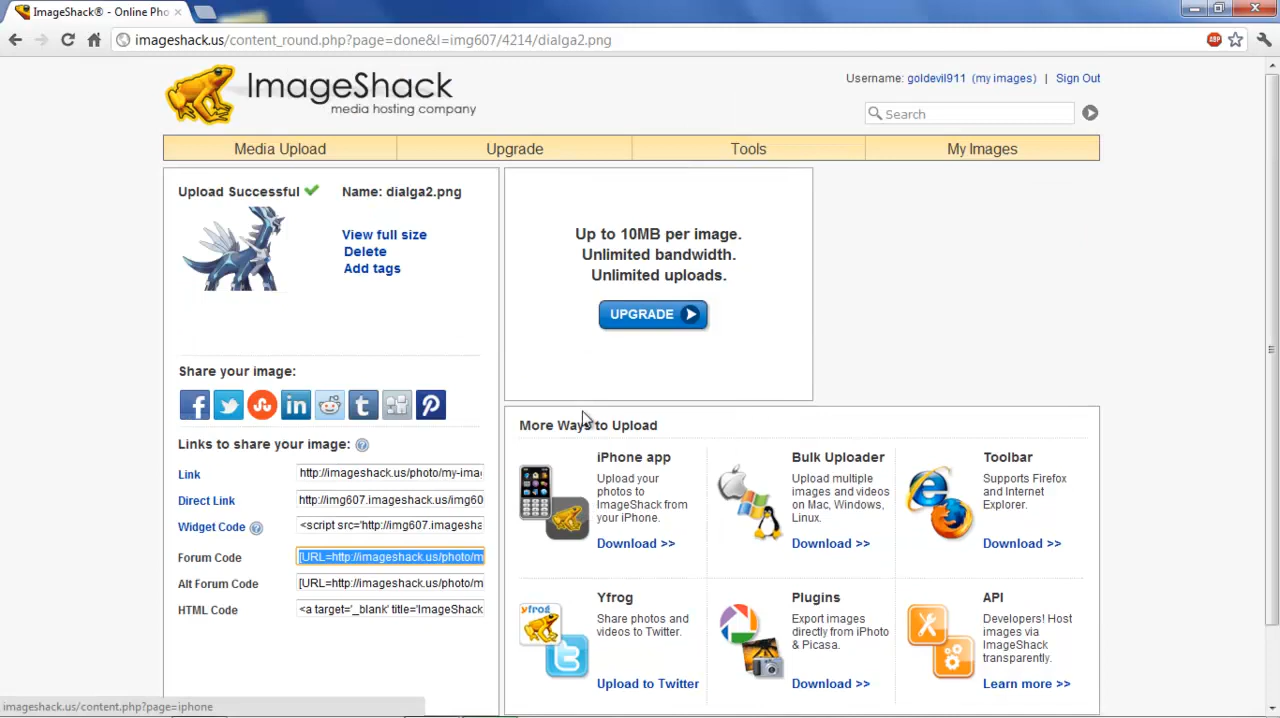 ImageShack® - Online Pho
imageshack.us/content_round.php?page=done&l=img607/4214/dialga2.png
ABP
ImageShack
media hosting company
Username: goldevil911 (my images) | Sign Out
Search
Media Upload
Upgrade
Tools
My Images
Upload Successful
Name: dialga2.png
View full size
Delete
Add tags
Up to 10MB per image.
Unlimited bandwidth.
Unlimited uploads.
UPGRADE
Share your image:
Links to share your image:
Link
http://imageshack.us/photo/my-ima
Direct Link
http://img607.imageshack.us/img60
Widget Code
<script src='http://img607.imagesha
Forum Code
[URL=http://imageshack.us/photo/m
Alt Forum Code
[URL=http://imageshack.us/photo/m
HTML Code
<a target='_blank' title='ImageShack
More Ways to Upload
iPhone app
Upload your
photos to
ImageShack from
your iPhone.
Download >>
Bulk Uploader
Upload multiple
images and videos
on Mac, Windows,
Linux.
Download >>
Toolbar
Supports Firefox
and Internet
Explorer.
Download >>
yfrog
Yfrog
Share photos and
videos to Twitter.
Upload to Twitter
Plugins
Export images
directly from iPhoto
& Picasa.
Download >>
API
Developers! Host
images via
ImageShack
transparently.
Learn more >>
imageshack.us/content.php?page=iphone